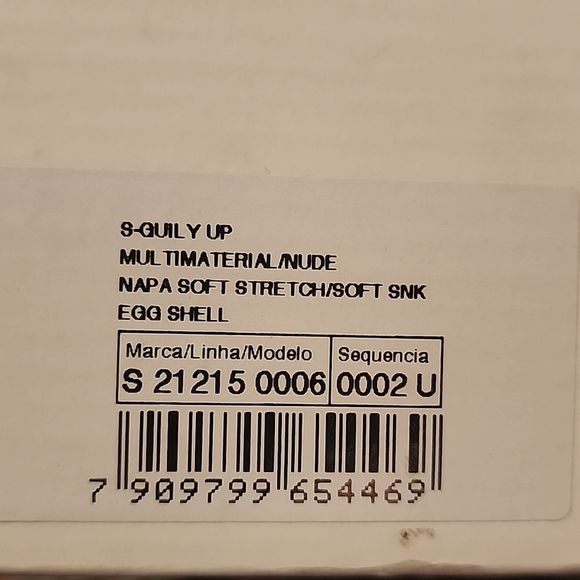 S-GUILY UP
MULTIMATERIAL/NUDE
NAPA SOFT STRETCH/SOFT SNK
EGG SHELL
Marca/Linha/Modelo Sequencia
S 21215 0006 0002 U
7 909799 654469